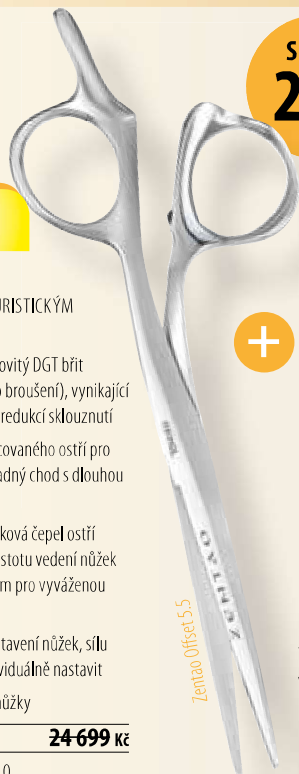 S
2
+
URISTICKÝM
ovitý DGT břit
o broušení), vynikající
redukcí sklouznutí
covaného ostří pro
adný chod s dlouhou
ková čepel ostří
stotu vedení nůžek
m pro vyváženou
tavení nůžek, sílu
viduálně nastavit
nůžky
24 699 Kč
Zentao Offset 5.5
ZENTAO